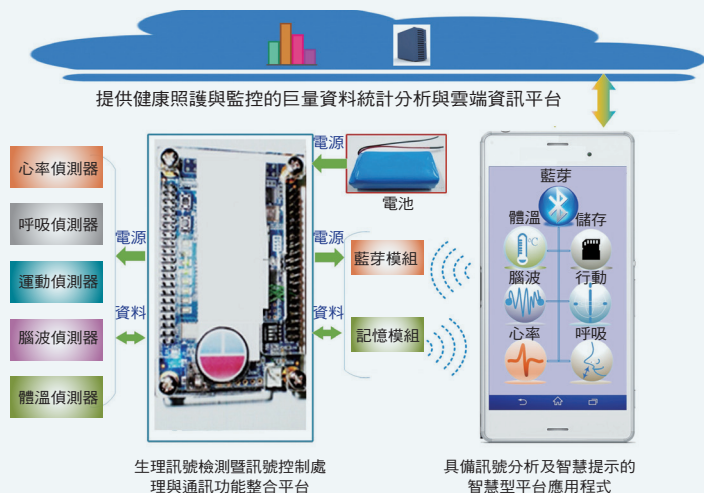 提供健康照護與監控的巨量資料統計分析與雲端資訊平台
心率偵測器
呼吸偵測器
運動偵測器
腦波偵測器
體溫偵測器
電源
資料
電源
電池
電源
資料
藍芽模組
記憶模組
藍芽
體溫
儲存
°C
腦波
行動
心率
呼吸
生理訊號檢測暨訊號控制處
理與通訊功能整合平台
具備訊號分析及智慧提示的
智慧型平台應用程式